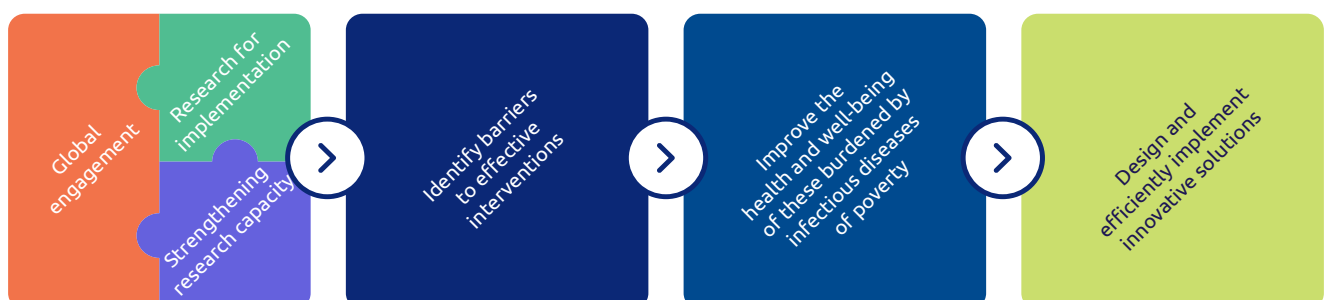 Global
engagement
Research for
implementation
Strengthening
research capacity
Identify barriers
to effective
interventions
Improve the
health and well-being
of these burdened by
infectious diseases
of poverty
Design and
efficiently implement
innovative solutions